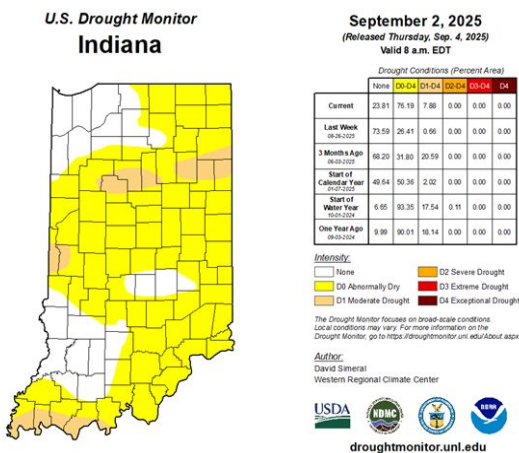 U.S. Drought Monitor
Indiana
September 2, 2025
(Released Thursday, Sep. 4, 2025)
Valid 8 a.m. EDT
Drought Conditions (Percent Area)
None D0-D4 D1-D4 D2-D4 D3-D4 D4
Current 23.81 76.19 7.88 0.00 0.00 0.00
Last Week
08-26-2025 73.59 26.41 0.66 0.00 0.00 0.00
3 Months Ago
06-03-2025 68.20 31.80 20.59 0.00 0.00 0.00
Start of
Calendar Year
01-07-2025 49.64 50.36 2.02 0.00 0.00 0.00
Start of
Water Year
10-01-2024 6.65 93.35 17.54 0.11 0.00 0.00
One Year Ago
09-03-2024 9.99 90.01 18.14 0.00 0.00 0.00
Intensity:
None
D0 Abnormally Dry
D1 Moderate Drought
D2 Severe Drought
D3 Extreme Drought
D4 Exceptional Drought
The Drought Monitor focuses on broad-scale conditions.
Local conditions may vary. For more information on the
Drought Monitor, go to https://droughtmonitor.unl.edu/About.aspx
Author:
David Simeral
Western Regional Climate Center
USDA
NDMC
NOAA
droughtmonitor.unl.edu